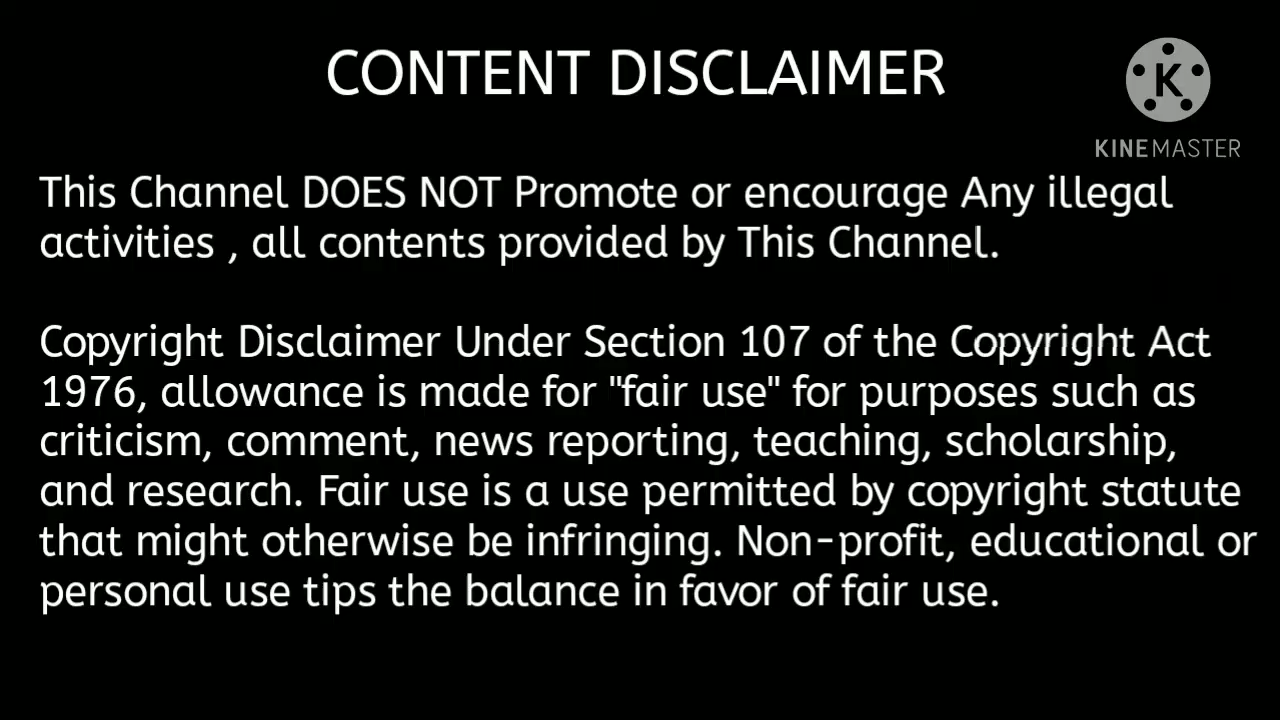 CONTENT DISCLAIMER
K
KINEMASTER
This Channel DOES NOT Promote or encourage Any illegal
activities , all contents provided by This Channel.
Copyright Disclaimer Under Section 107 of the Copyright Act
1976, allowance is made for "fair use" for purposes such as
criticism, comment, news reporting, teaching, scholarship,
and research. Fair use is a use permitted by copyright statute
that might otherwise be infringing. Non-profit, educational or
personal use tips the balance in favor of fair use.